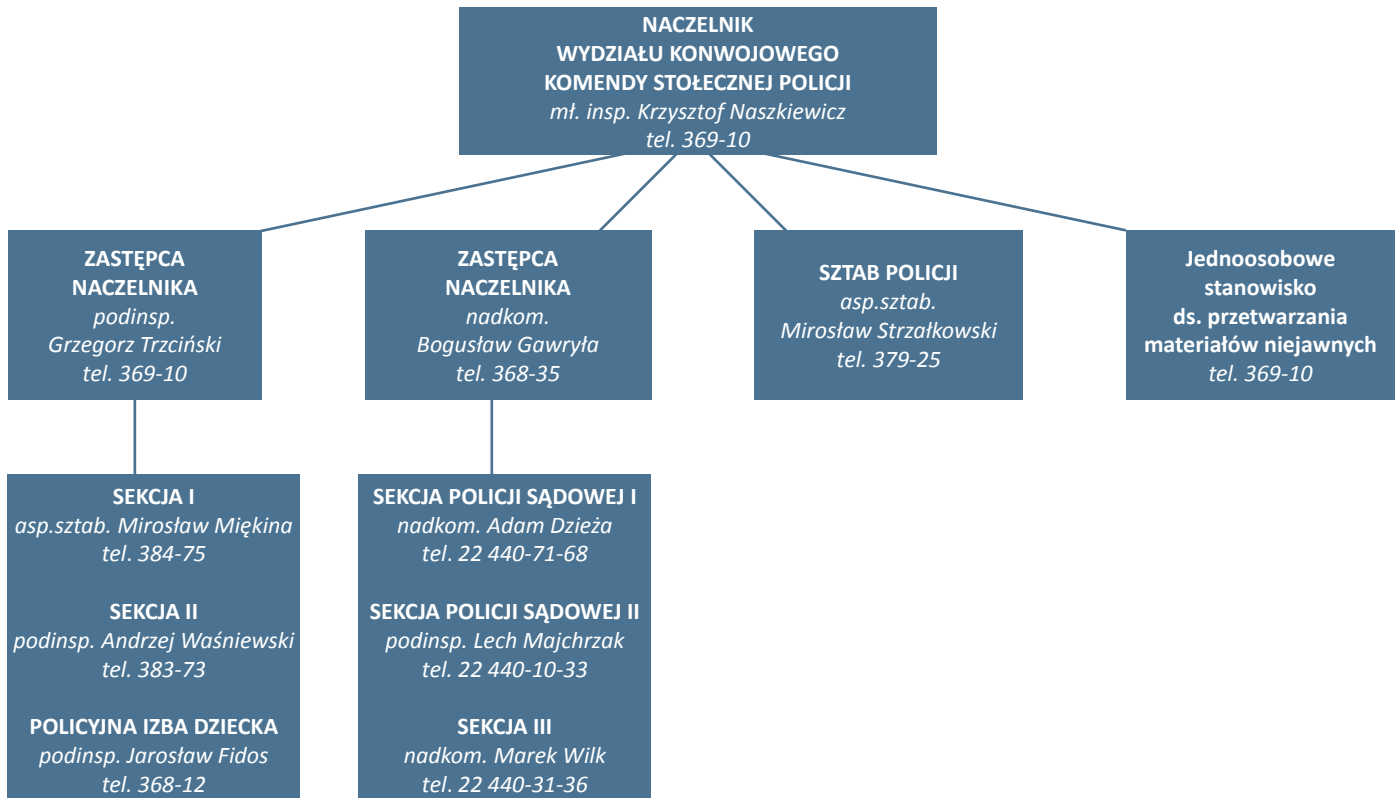 NACZELNIK
WYDZIAŁU KONWOJOWEGO
KOMENDY STOŁECZNEJ POLICJI
mł. insp. Krzysztof Naszkiewicz
tel. 369-10
ZASTĘPCA
NACZELNIKA
podinsp.
Grzegorz Trzciński
tel. 369-10
ZASTĘPCA
NACZELNIKA
nadkom.
Bogusław Gawryła
tel. 368-35
SZTAB POLICJI
asp.sztab.
Mirosław Strzałkowski
tel. 379-25
Jednoosobowe
stanowisko
ds. przetwarzania
materiałów niejawnych
tel. 369-10
SEKCJA I
asp.sztab. Mirosław Miękina
tel. 384-75
SEKCJA II
podinsp. Andrzej Waśniewski
tel. 383-73
POLICYJNA IZBA DZIECKA
podinsp. Jarosław Fidos
tel. 368-12
SEKCJA POLICJI SĄDOWEJ I
nadkom. Adam Dzieża
tel. 22 440-71-68
SEKCJA POLICJI SĄDOWEJ II
podinsp. Lech Majchrzak
tel. 22 440-10-33
SEKCJA III
nadkom. Marek Wilk
tel. 22 440-31-36